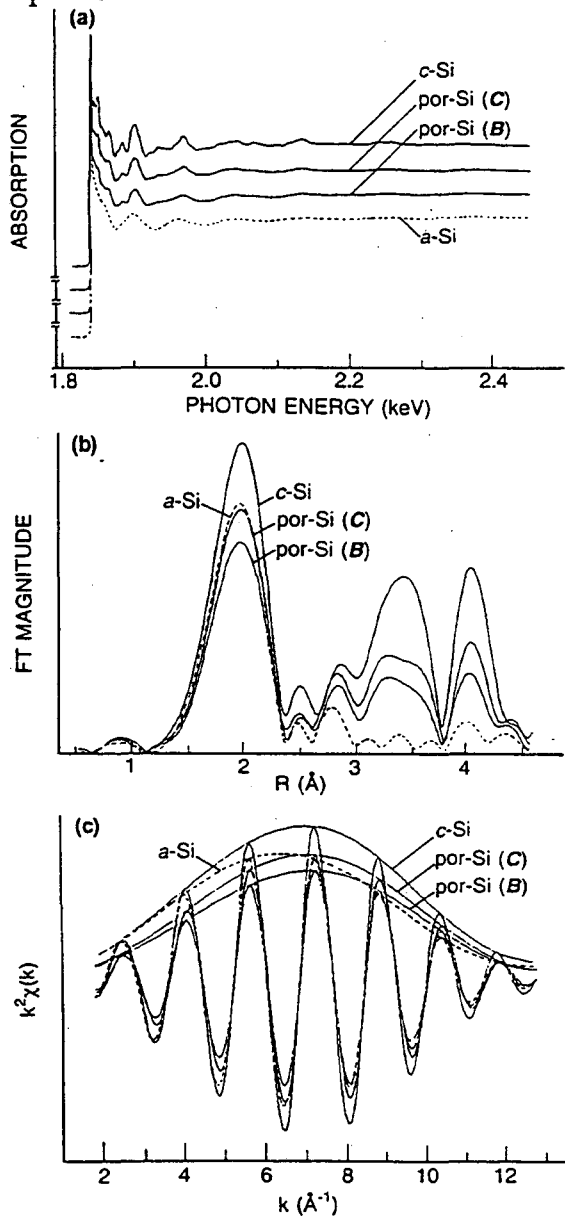 (a)
ABSORPTION
c-Si
por-Si (C)
por-Si (B)
a-Si
1.8 2.0 2.2 2.4
PHOTON ENERGY (keV)
(b)
FT MAGNITUDE
a-Si
c-Si
por-Si (C)
por-Si (B)
1 2 3 4
R (Å)
(c)
k²χ(k)
a-Si
c-Si
por-Si (C)
por-Si (B)
2 4 6 8 10 12
k (Å⁻¹)